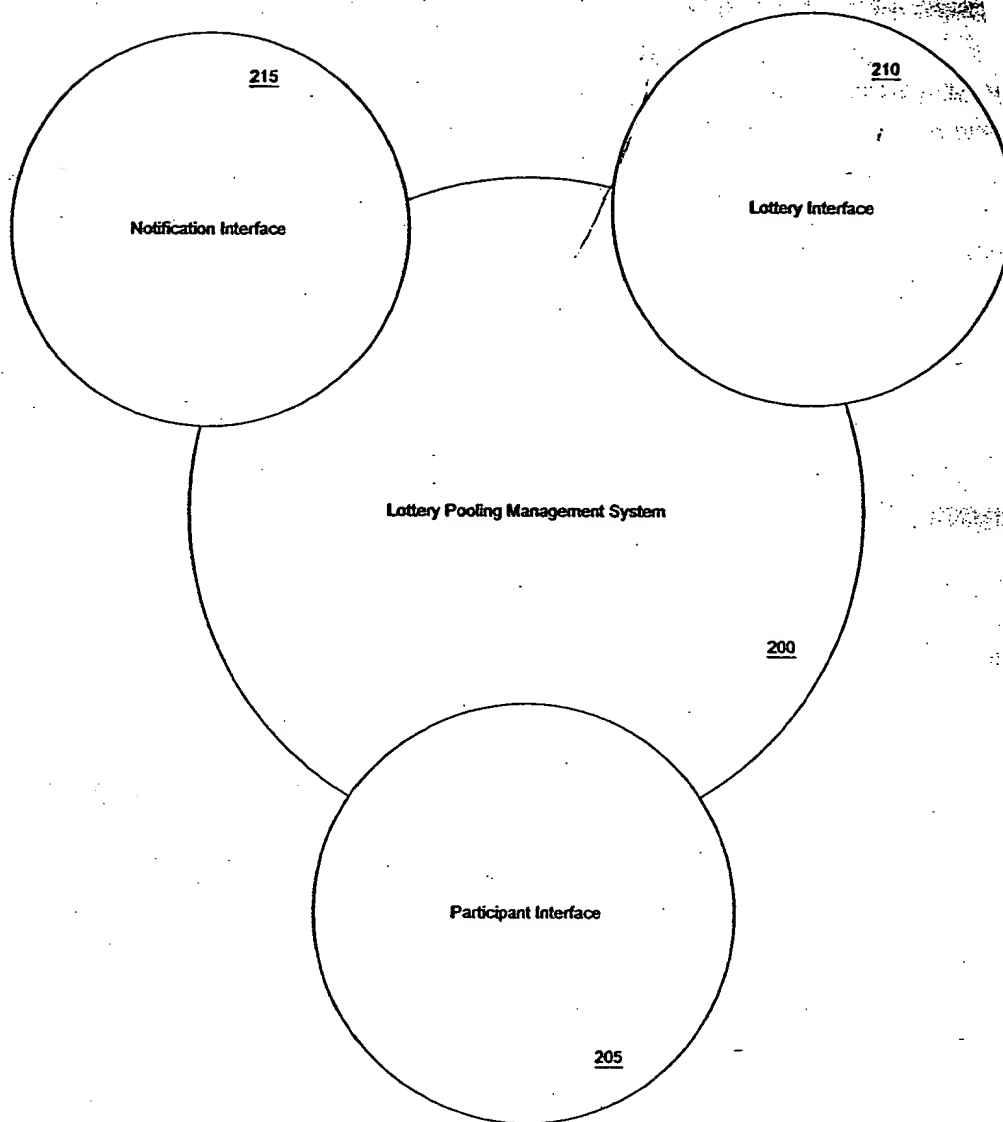 215
210
Notification Interface
Lottery Interface
Lottery Pooling Management System
200
Participant Interface
205